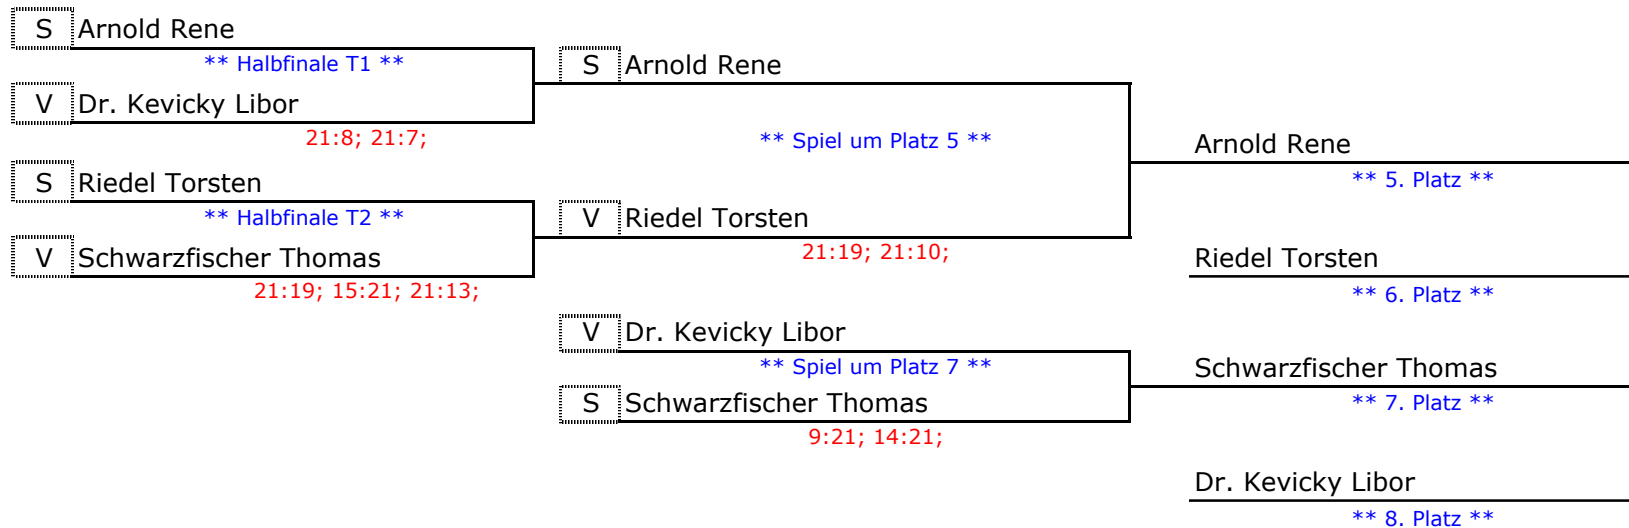 S Arnold Rene
** Halbfinale T1 **
V Dr. Kevicky Libor
21:8; 21:7;
S Riedel Torsten
** Halbfinale T2 **
V Schwarzfischer Thomas
21:19; 15:21; 21:13;
S Arnold Rene
** Spiel um Platz 5 **
V Riedel Torsten
21:19; 21:10;
V Dr. Kevicky Libor
** Spiel um Platz 7 **
S Schwarzfischer Thomas
9:21; 14:21;
Arnold Rene
** 5. Platz **
Riedel Torsten
** 6. Platz **
Schwarzfischer Thomas
** 7. Platz **
Dr. Kevicky Libor
** 8. Platz **